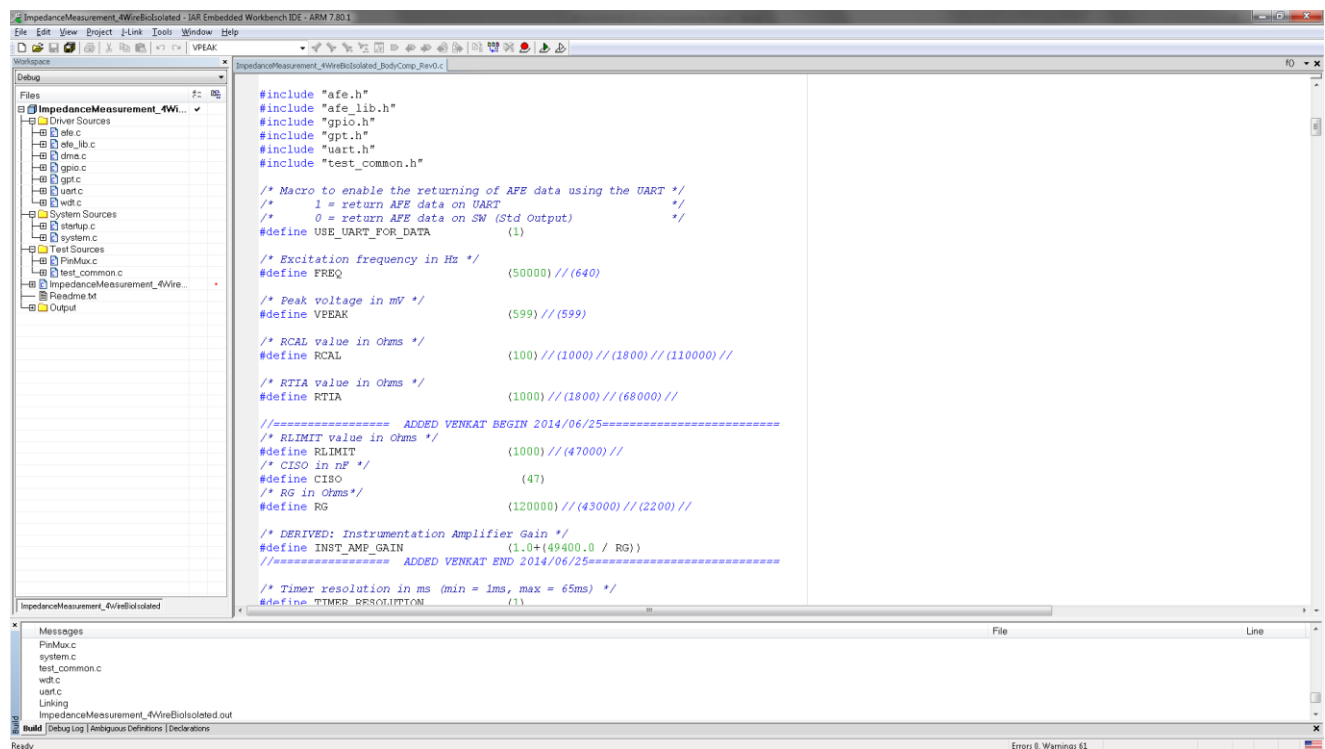 ImpedanceMeasurement_4WireBioIsolated - IAR Embedded Workbench IDE - ARM 7.80.1
File Edit View Project J-Link Tools Window Help
VPEAK
Workspace
ImpedanceMeasurement_4WireBioIsolated_BodyComp_Rev0.c
f()
Debug
Files
ImpedanceMeasurement_4Wi...
Driver Sources
afe.c
afe_lib.c
dma.c
gpio.c
gpt.c
uart.c
wdt.c
System Sources
startup.c
system.c
Test Sources
PinMux.c
test_common.c
ImpedanceMeasurement_4Wire...
Readme.txt
Output
ImpedanceMeasurement_4WireBioIsolated
#include "afe.h"
#include "afe_lib.h"
#include "gpio.h"
#include "gpt.h"
#include "uart.h"
#include "test_common.h"
/* Macro to enable the returning of AFE data using the UART */
/* 1 = return AFE data on UART */
/* 0 = return AFE data on SW (Std Output) */
#define USE_UART_FOR_DATA (1)
/* Excitation frequency in Hz */
#define FREQ (50000)//(640)
/* Peak voltage in mV */
#define VPEAK (599)//(599)
/* RCAL value in Ohms */
#define RCAL (100)//(1000)//(1800)//(110000)//
/* RTIA value in Ohms */
#define RTIA (1000)//(1800)//(68000)//
//================= ADDED VENKAT BEGIN 2014/06/25==========================
/* RLIMIT value in Ohms */
#define RLIMIT (1000)//(47000)//
/* CISO in nF */
#define CISO (47)
/* RG in Ohms*/
#define RG (120000)//(43000)//(2200)//
/* DERIVED: Instrumentation Amplifier Gain */
#define INST_AMP_GAIN (1.0+(49400.0 / RG))
//================= ADDED VENKAT END 2014/06/25============================
/* Timer resolution in ms (min = 1ms, max = 65ms) */
#define TIMER_RESOLUTION (1)
Messages File Line
PinMux.c
system.c
test_common.c
wdt.c
uart.c
Linking
ImpedanceMeasurement_4WireBioIsolated.out
Build
Build Debug Log Ambiguous Definitions Declarations
Ready
Errors 0, Warnings 61